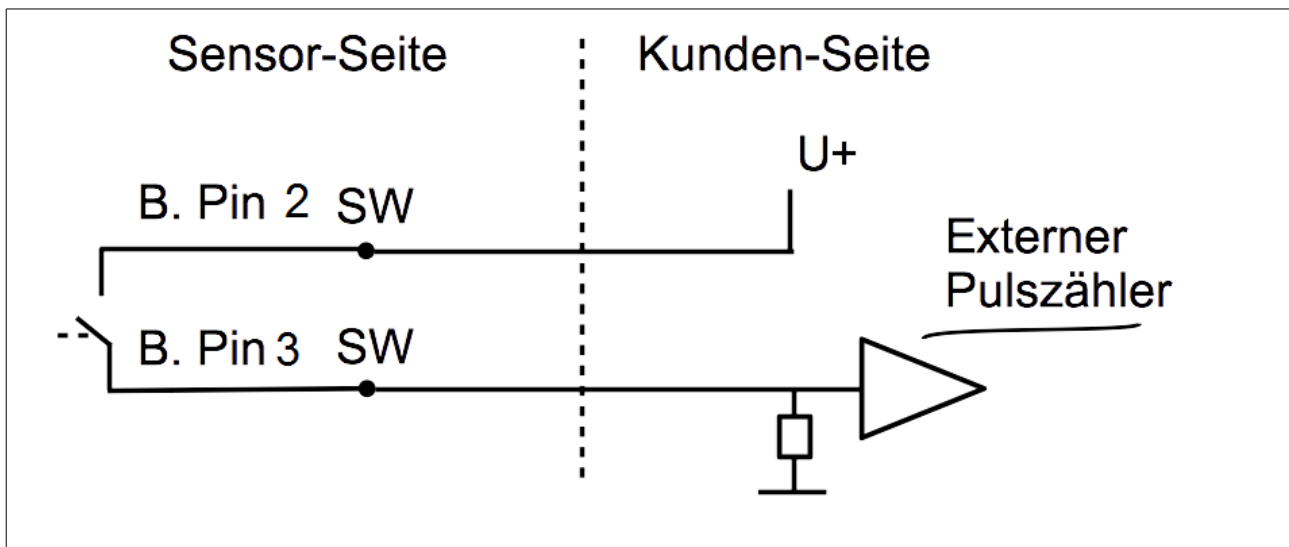 Sensor-Seite
Kunden-Seite
U+
B. Pin 2 SW
Externer
Pulszähler
B. Pin 3 SW